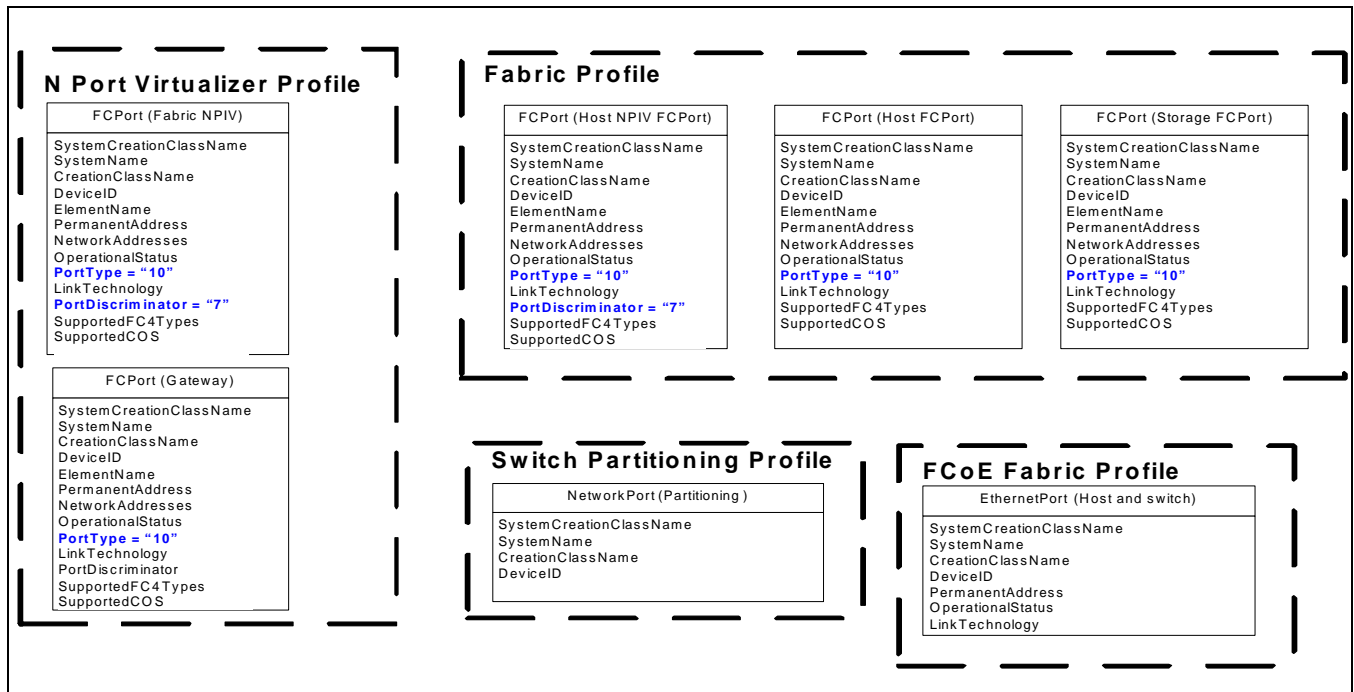 N Port Virtualizer Profile
FCPort (Fabric NPIV)
SystemCreationClassName
SystemName
CreationClassName
DeviceID
ElementName
PermanentAddress
NetworkAddresses
OperationalStatus
PortType = “10”
LinkTechnology
PortDiscriminator = “7”
SupportedFC4Types
SupportedCOS
FCPort (Gateway)
SystemCreationClassName
SystemName
CreationClassName
DeviceID
ElementName
PermanentAddress
NetworkAddresses
OperationalStatus
PortType = “10”
LinkTechnology
PortDiscriminator
SupportedFC4Types
SupportedCOS
Fabric Profile
FCPort (Host NPIV FCPort)
SystemCreationClassName
SystemName
CreationClassName
DeviceID
ElementName
PermanentAddress
NetworkAddresses
OperationalStatus
PortType = “10”
LinkTechnology
PortDiscriminator = “7”
SupportedFC4Types
SupportedCOS
FCPort (Host FCPort)
SystemCreationClassName
SystemName
CreationClassName
DeviceID
ElementName
PermanentAddress
NetworkAddresses
OperationalStatus
PortType = “10”
LinkTechnology
SupportedFC4Types
SupportedCOS
FCPort (Storage FCPort)
SystemCreationClassName
SystemName
CreationClassName
DeviceID
ElementName
PermanentAddress
NetworkAddresses
OperationalStatus
PortType = “10”
LinkTechnology
SupportedFC4Types
SupportedCOS
Switch Partitioning Profile
NetworkPort (Partitioning )
SystemCreationClassName
SystemName
CreationClassName
DeviceID
FCoE Fabric Profile
EthernetPort (Host and switch)
SystemCreationClassName
SystemName
CreationClassName
DeviceID
PermanentAddress
OperationalStatus
LinkTechnology